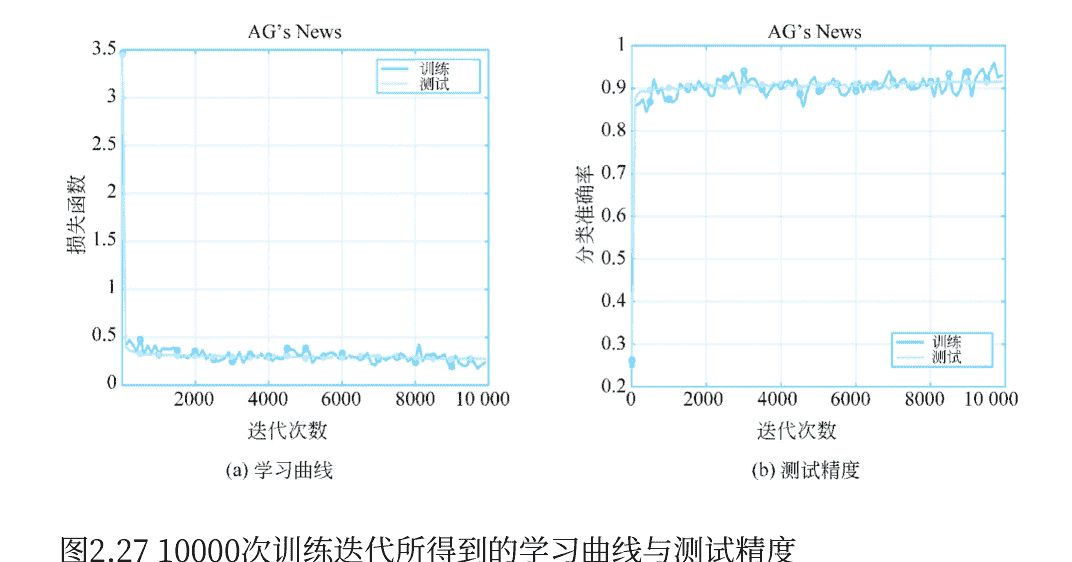 AG's News
3.5
3
2.5
2
1.5
1
0.5
0
损失函数
训练
测试
2000 4000 6000 8000 10 000
迭代次数
(a) 学习曲线
AG's News
1
0.9
0.8
0.7
0.6
0.5
0.4
0.3
0.2
分类准确率
训练
测试
0 2000 4000 6000 8000 10 000
迭代次数
(b) 测试精度
图2.27 10000次训练迭代所得到的学习曲线与测试精度